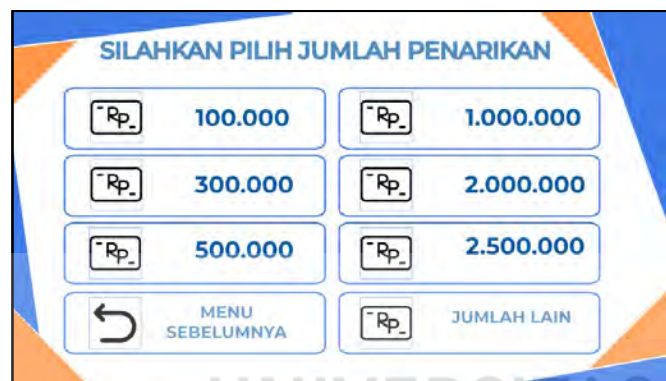 SILAHKAN PILIH JUMLAH PENARIKAN
Rp 100.000
Rp 1.000.000
Rp 300.000
Rp 2.000.000
Rp 500.000
Rp 2.500.000
MENU
SEBELUMNYA
Rp JUMLAH LAIN